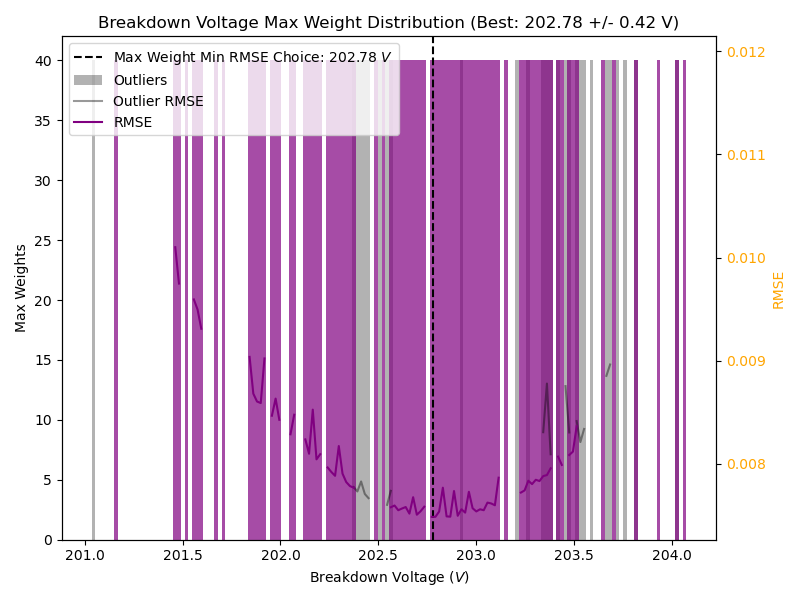 Breakdown Voltage Max Weight Distribution (Best: 202.78 +/- 0.42 V)
Max Weight Min RMSE Choice: 202.78 V
Outliers
Outlier RMSE
RMSE
40
35
30
25
20
15
10
5
0
Max Weights
0.012
0.011
0.010
0.009
0.008
RMSE
201.0 201.5 202.0 202.5 203.0 203.5 204.0
Breakdown Voltage (V)